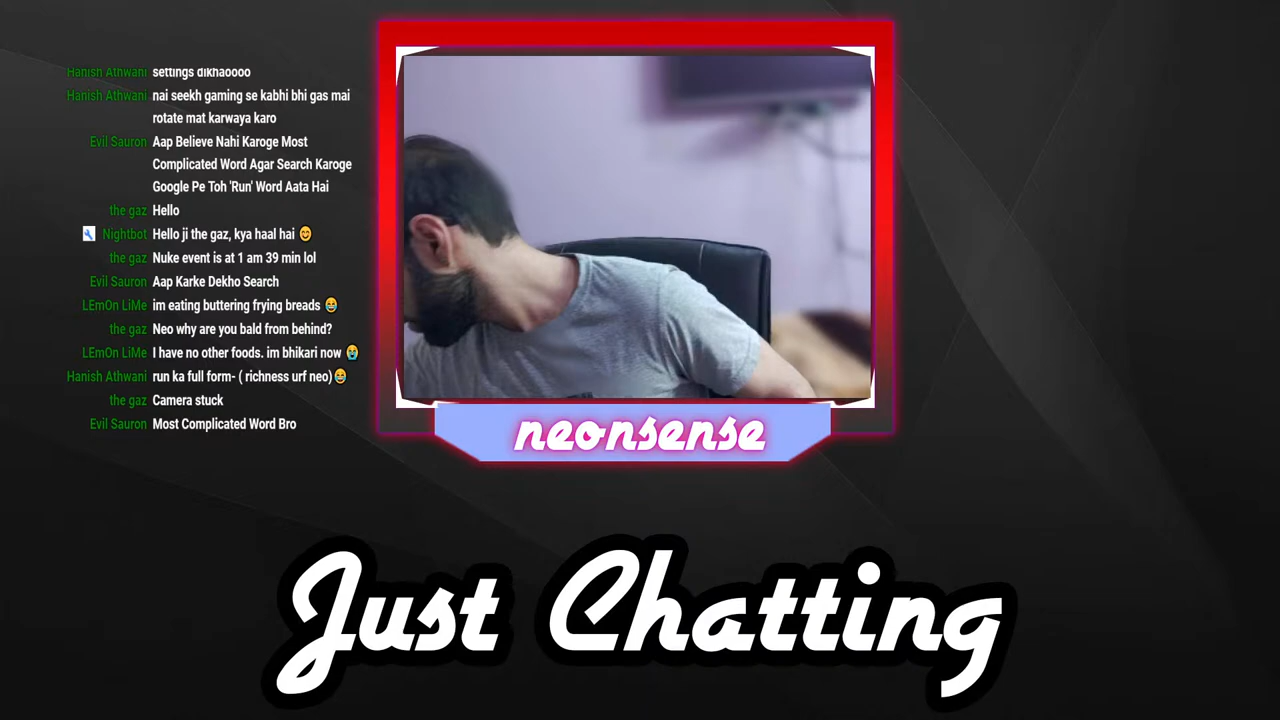 Hanish Athwani settings dikhaoooo
Hanish Athwani nai seekh gaming se kabhi bhi gas mai
rotate mat karwaya karo
Evil Sauron Aap Believe Nahi Karoge Most
Complicated Word Agar Search Karoge
Google Pe Toh 'Run' Word Aata Hai
the gaz Hello
Nightbot Hello ji the gaz, kya haal hai 😊
the gaz Nuke event is at 1 am 39 min lol
Evil Sauron Aap Karke Dekho Search
LEmOn LiMe im eating buttering frying breads 😂
the gaz Neo why are you bald from behind?
LEmOn LiMe I have no other foods. im bhikari now 😭
Hanish Athwani run ka full form- ( richness urf neo)😂
the gaz Camera stuck
Evil Sauron Most Complicated Word Bro
neonsense
Just Chatting